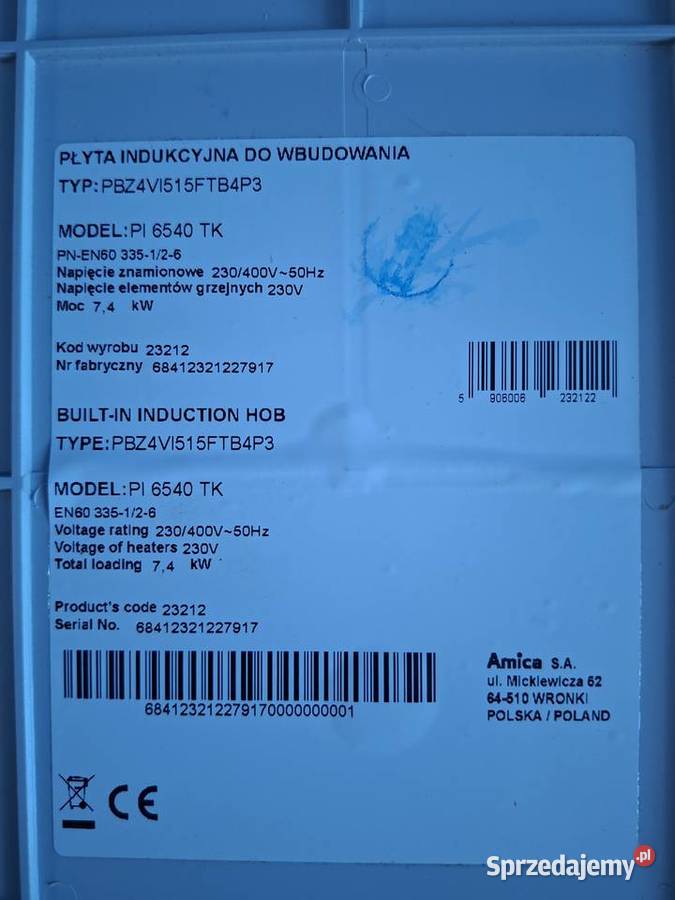 PŁYTA INDUKCYJNA DO WBUDOWANIA
TYP: PBZ4VI515FTB4P3
MODEL: PI 6540 TK
PN-EN60 335-1/2-6
Napięcie znamionowe 230/400V~50Hz
Napięcie elementów grzejnych 230V
Moc 7,4 kW
Kod wyrobu 23212
Nr fabryczny 68412321227917
5 906006 232122
BUILT-IN INDUCTION HOB
TYPE: PBZ4VI515FTB4P3
MODEL: PI 6540 TK
EN60 335-1/2-6
Voltage rating 230/400V~50Hz
Voltage of heaters 230V
Total loading 7,4 kW
Product's code 23212
Serial No. 68412321227917
684123212279170000000001
Amica S.A.
ul. Mickiewicza 52
64-510 WRONKI
POLSKA / POLAND
CE
Sprzedajemy.pl